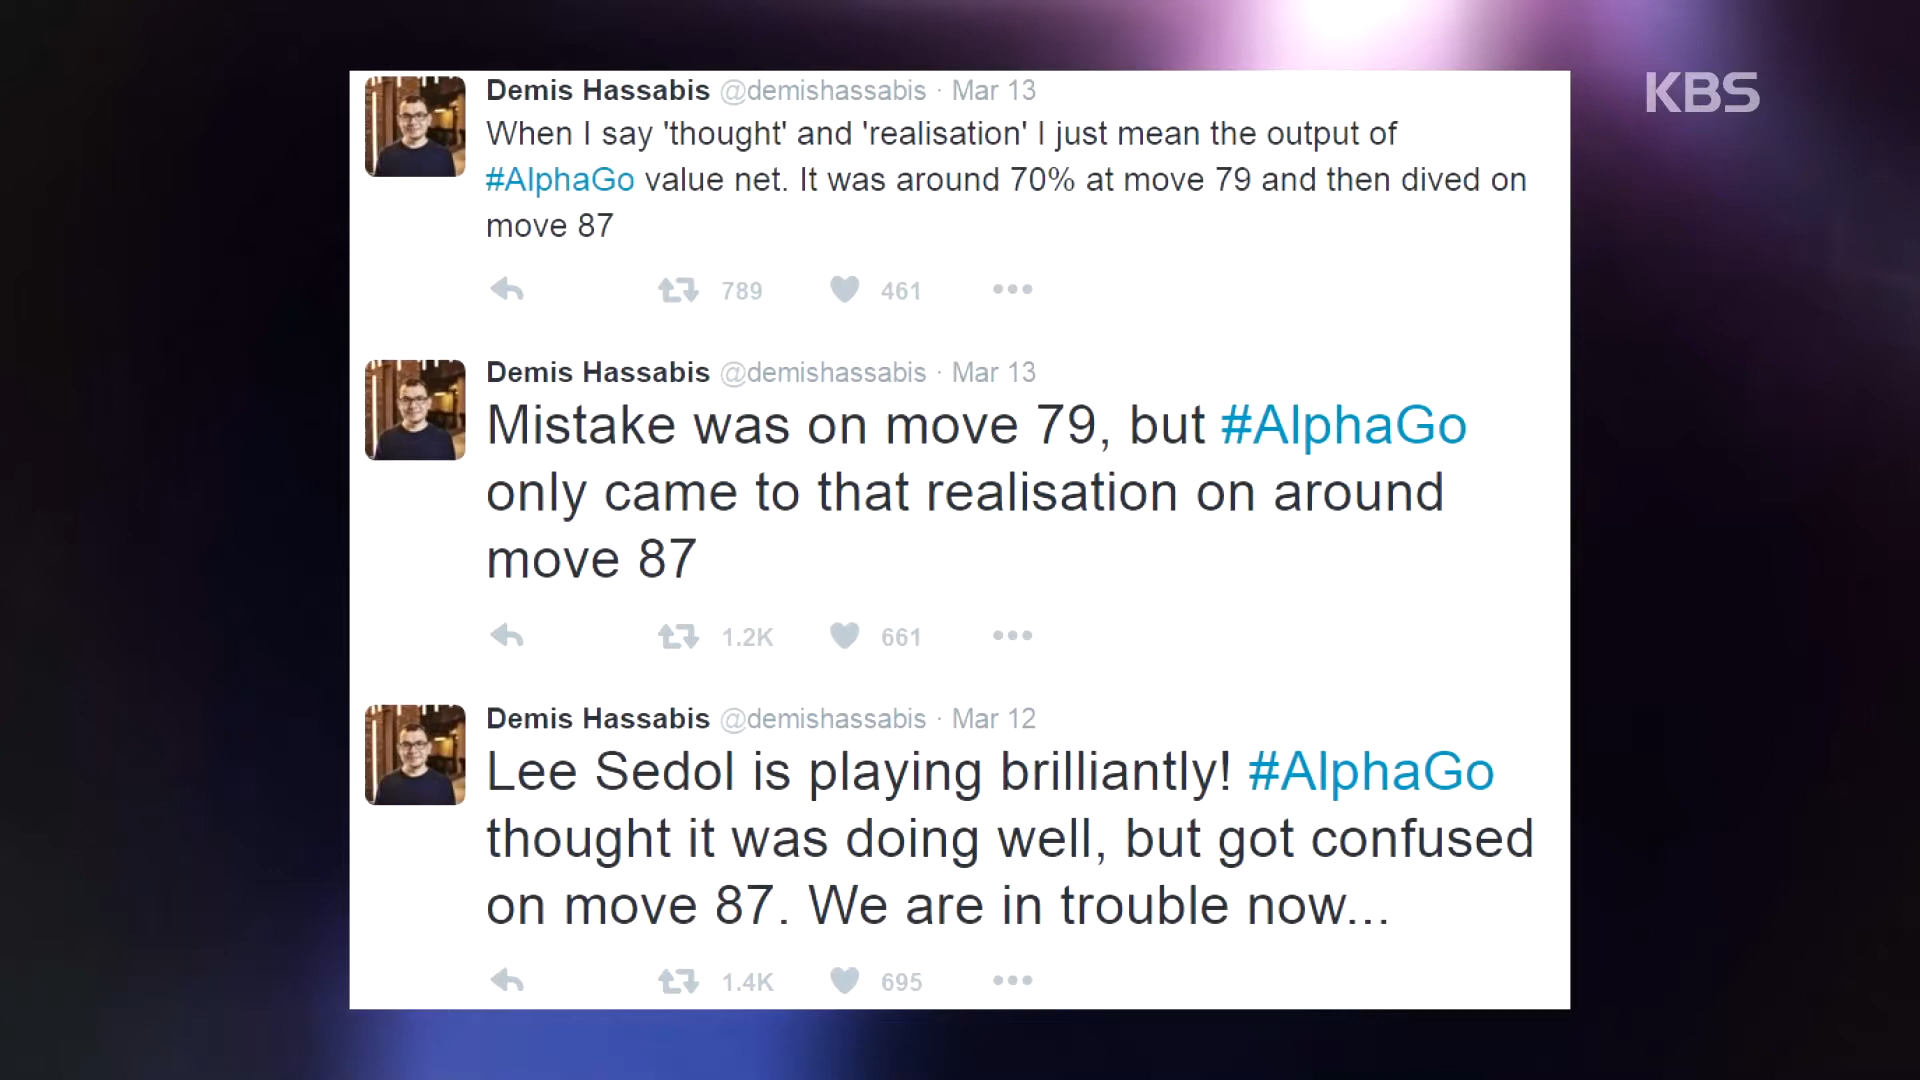 KBS
Demis Hassabis @demishassabis · Mar 13
When I say 'thought' and 'realisation' I just mean the output of
#AlphaGo value net. It was around 70% at move 79 and then dived on
move 87
789 461
Demis Hassabis @demishassabis · Mar 13
Mistake was on move 79, but #AlphaGo
only came to that realisation on around
move 87
1.2K 661
Demis Hassabis @demishassabis · Mar 12
Lee Sedol is playing brilliantly! #AlphaGo
thought it was doing well, but got confused
on move 87. We are in trouble now...
1.4K 695